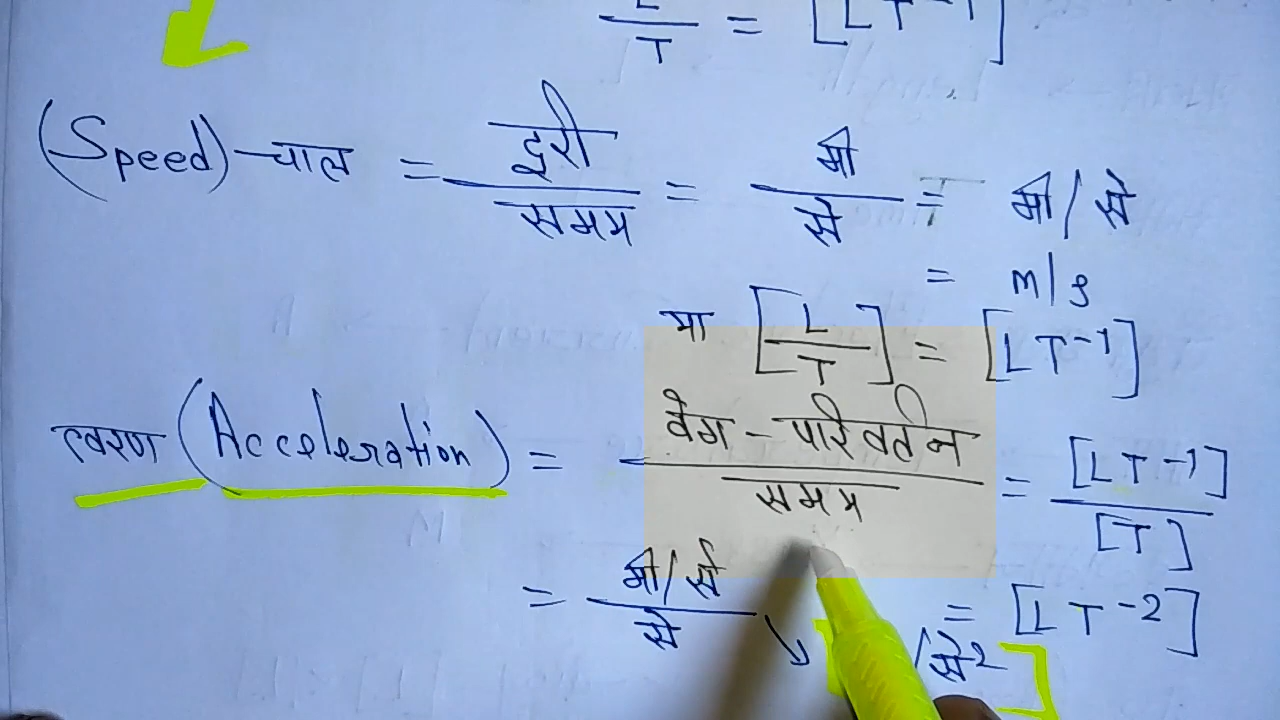 L/T = [LT-1]
(Speed) - चाल = दूरी/समय = मी/से = मी/से
= m/s
या [L/T] = [LT-1]
त्वरण (Acceleration) = वेग - परिवर्तन/समय = [LT-1]/[T]
= मी/से/से = [LT-2]
/से2]